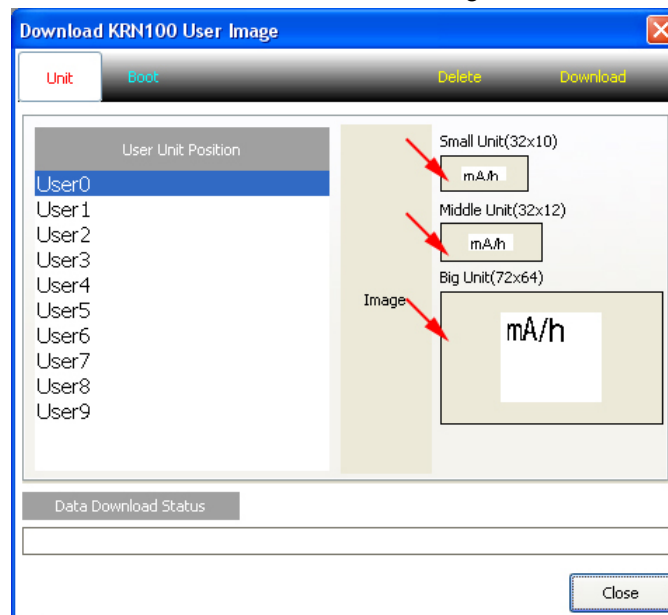 Download KRN100 User Image
Unit Boot Delete Download
User Unit Position
User0
User1
User2
User3
User4
User5
User6
User7
User8
User9
Image
Small Unit(32x10)
mA/h
Middle Unit(32x12)
mA/h
Big Unit(72x64)
mA/h
Data Download Status
Close